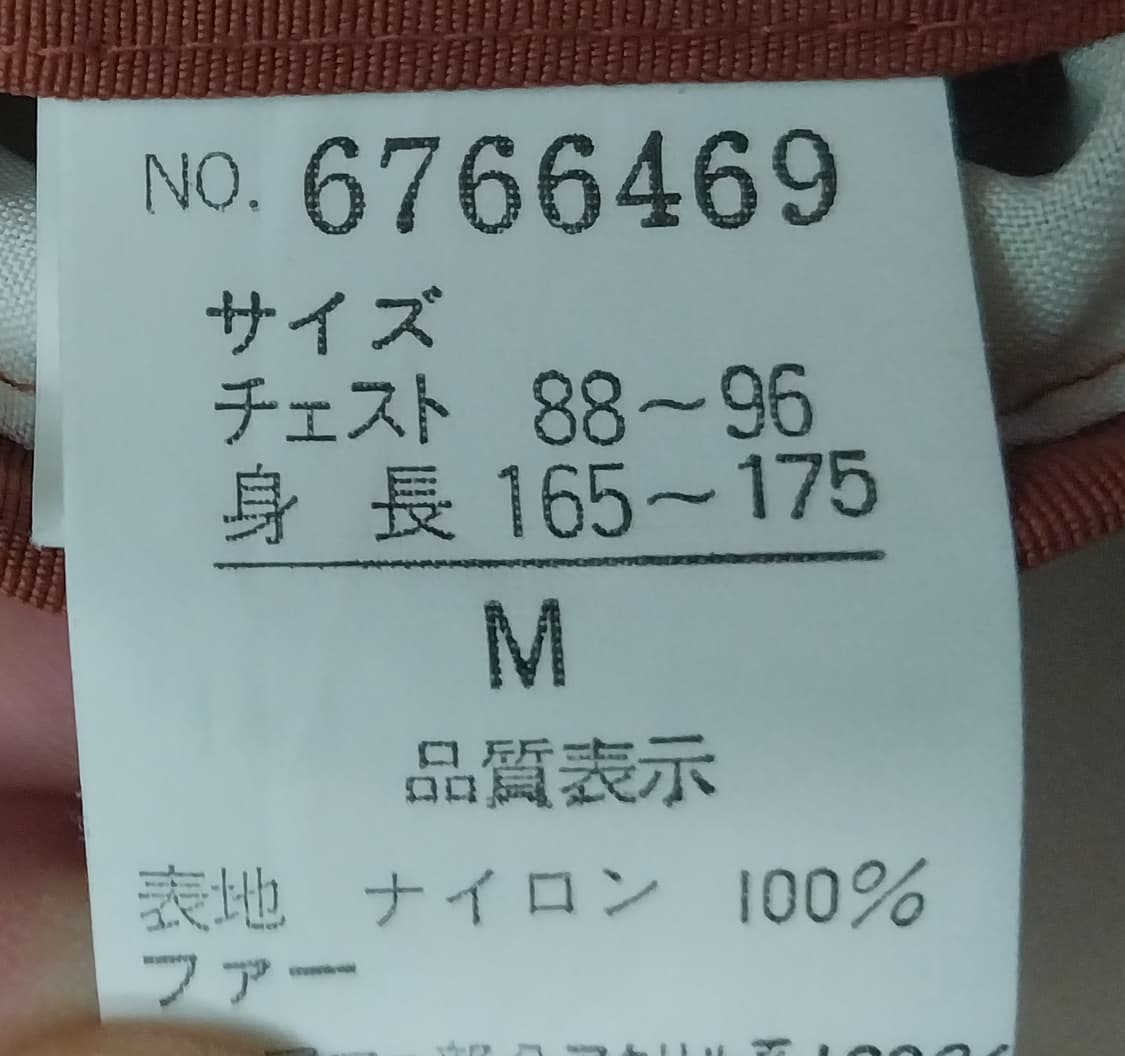 NO. 6766469
サイズ
チェスト 88～96
身 長 165～175
M
品質表示
表地 ナイロン 100%
ファー